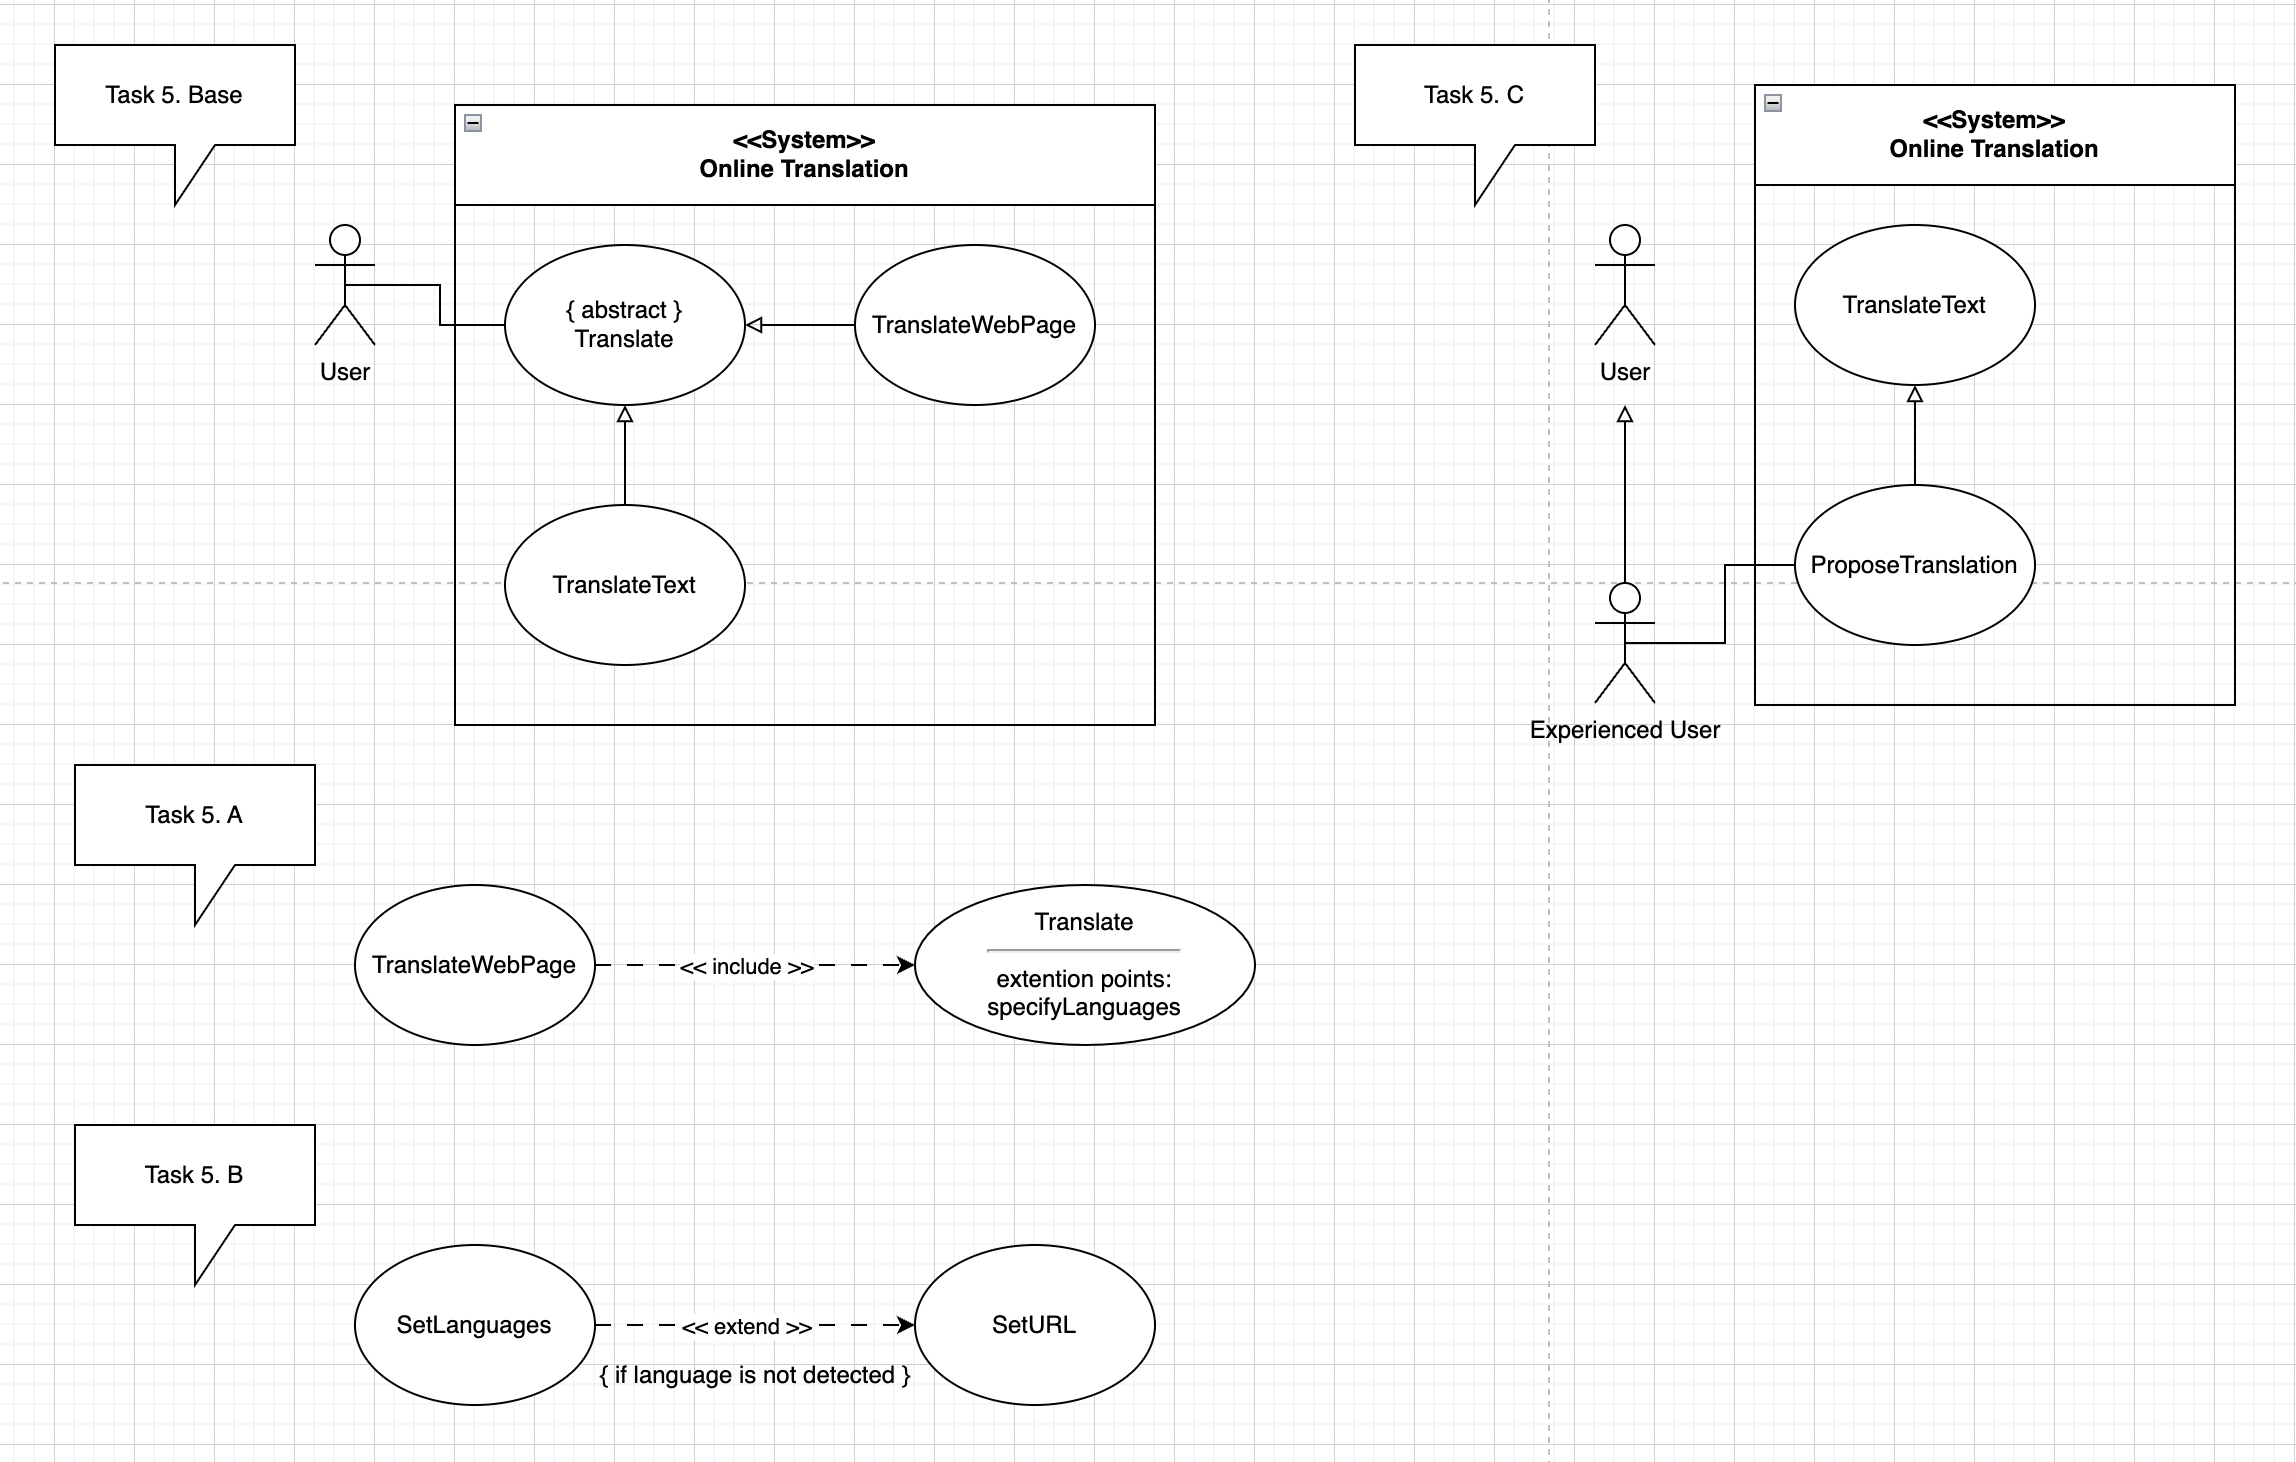 Task 5. Base
<<System>>
Online Translation
User
{ abstract }
Translate
TranslateWebPage
TranslateText
Task 5. C
<<System>>
Online Translation
User
TranslateText
ProposeTranslation
Experienced User
Task 5. A
TranslateWebPage
<< include >>
Translate
extention points:
specifyLanguages
Task 5. B
SetLanguages
<< extend >>
{ if language is not detected }
SetURL